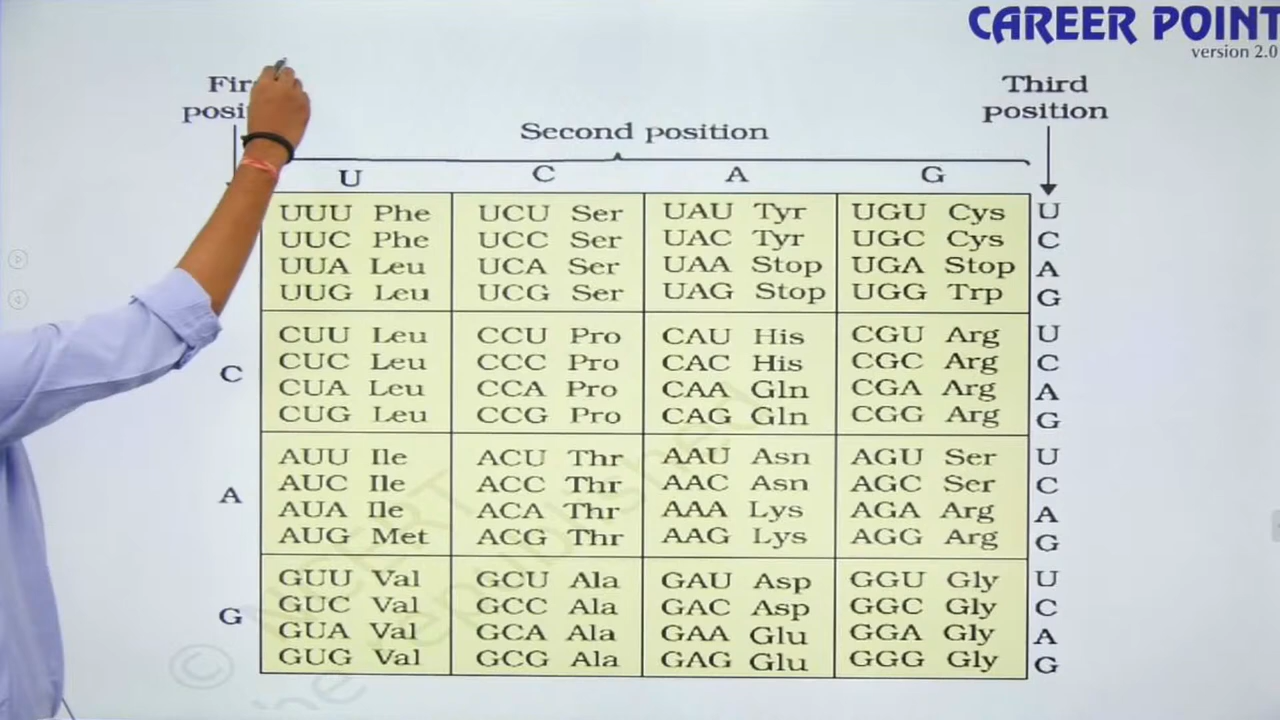 CAREER POINT
version 2.0
Third
position
Second position
U C A G
UUU Phe UCU Ser UAU Tyr UGU Cys U
UUC Phe UCC Ser UAC Tyr UGC Cys C
UUA Leu UCA Ser UAA Stop UGA Stop A
UUG Leu UCG Ser UAG Stop UGG Trp G
CUU Leu CCU Pro CAU His CGU Arg U
CUC Leu CCC Pro CAC His CGC Arg C
C
CUA Leu CCA Pro CAA Gln CGA Arg A
CUG Leu CCG Pro CAG Gln CGG Arg G
AUU Ile ACU Thr AAU Asn AGU Ser U
AUC Ile ACC Thr AAC Asn AGC Ser C
A
AUA Ile ACA Thr AAA Lys AGA Arg A
AUG Met ACG Thr AAG Lys AGG Arg G
GUU Val GCU Ala GAU Asp GGU Gly U
GUC Val GCC Ala GAC Asp GGC Gly C
G
GUA Val GCA Ala GAA Glu GGA Gly A
GUG Val GCG Ala GAG Glu GGG Gly G
© NCERT